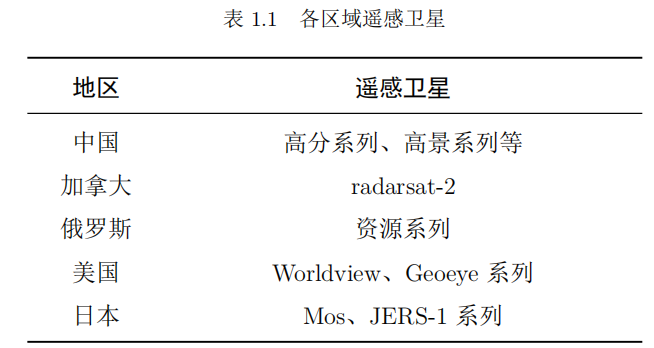 表 1.1 各区域遥感卫星
地区 遥感卫星
中国 高分系列、高景系列等
加拿大 radarsat-2
俄罗斯 资源系列
美国 Worldview、Geoeye 系列
日本 Mos、JERS-1 系列